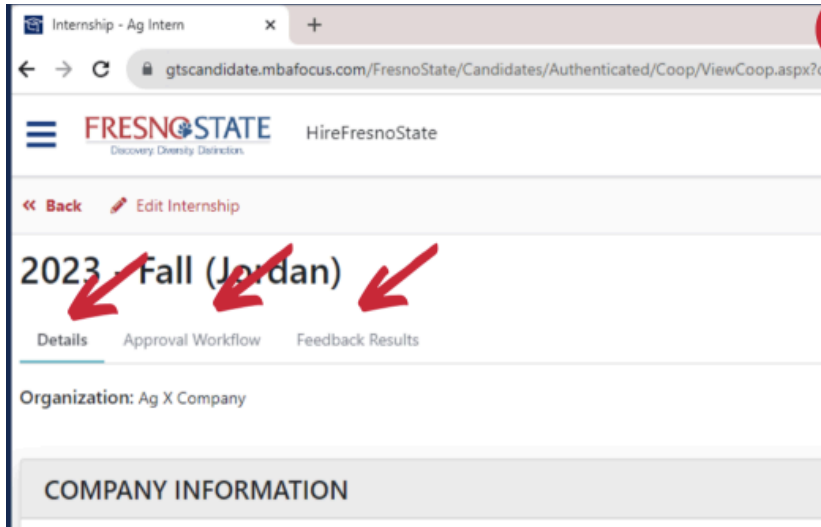 Internship - Ag Intern
gtscandidate.mbafocus.com/FresnoState/Candidates/Authenticated/Coop/ViewCoop.aspx?c
FRESNO STATE
Discovery. Diversity. Distinction.
HireFresnoState
Back
Edit Internship
2023 - Fall (Jordan)
Details
Approval Workflow
Feedback Results
Organization: Ag X Company
COMPANY INFORMATION